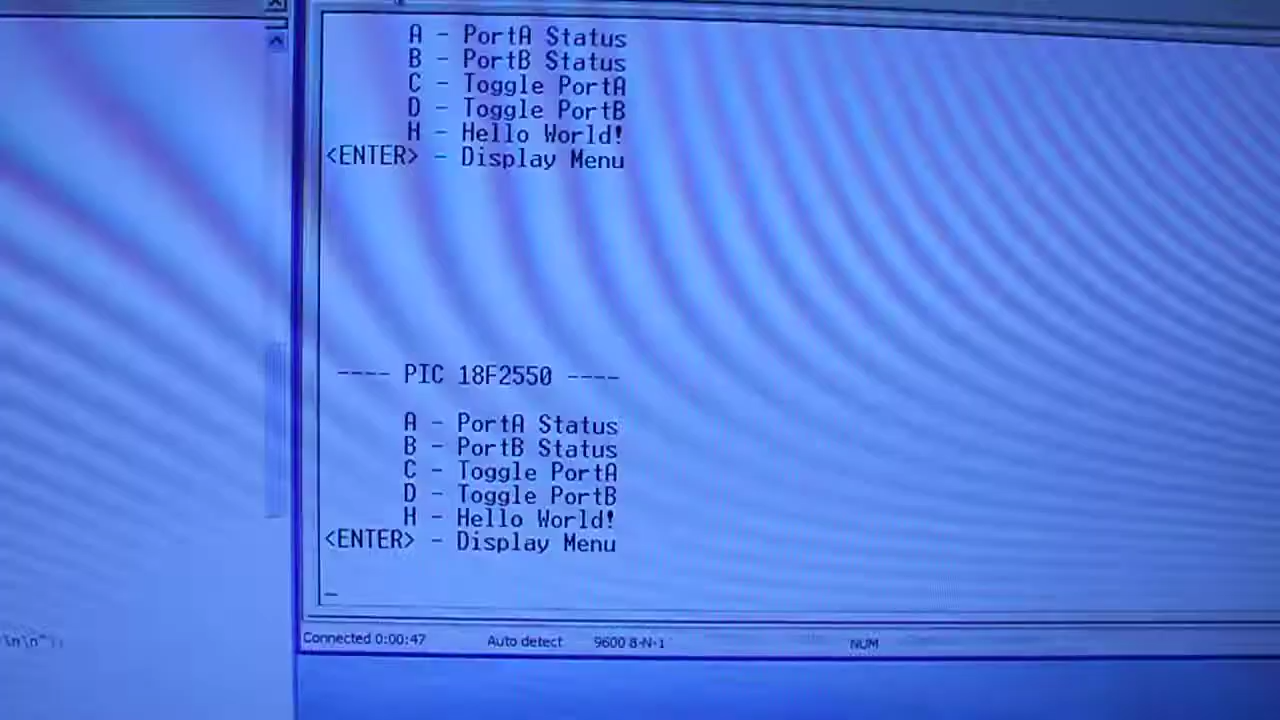 A - PortA Status
B - PortB Status
C - Toggle PortA
D - Toggle PortB
H - Hello World!
<ENTER> - Display Menu
---- PIC 18F2550 ----
A - PortA Status
B - PortB Status
C - Toggle PortA
D - Toggle PortB
H - Hello World!
<ENTER> - Display Menu
_
\n\n");
Connected 0:00:47 Auto detect 9600 8-N-1 NUM